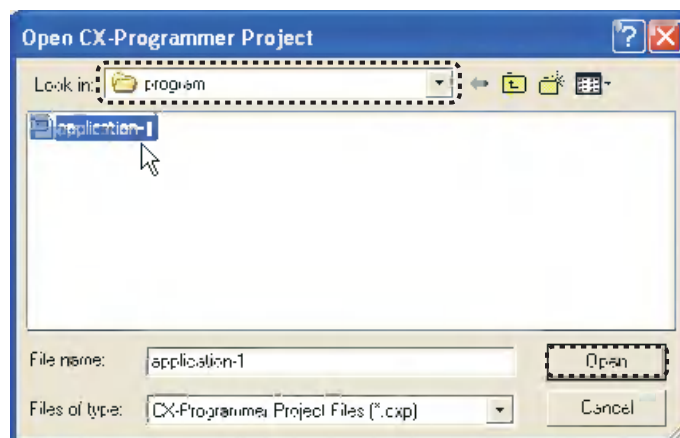 Open CX-Programmer Project
Look in: program
application-1
File name: application-1
Open
Files of type: CX-Programmer Project Files (*.cxp)
Cancel